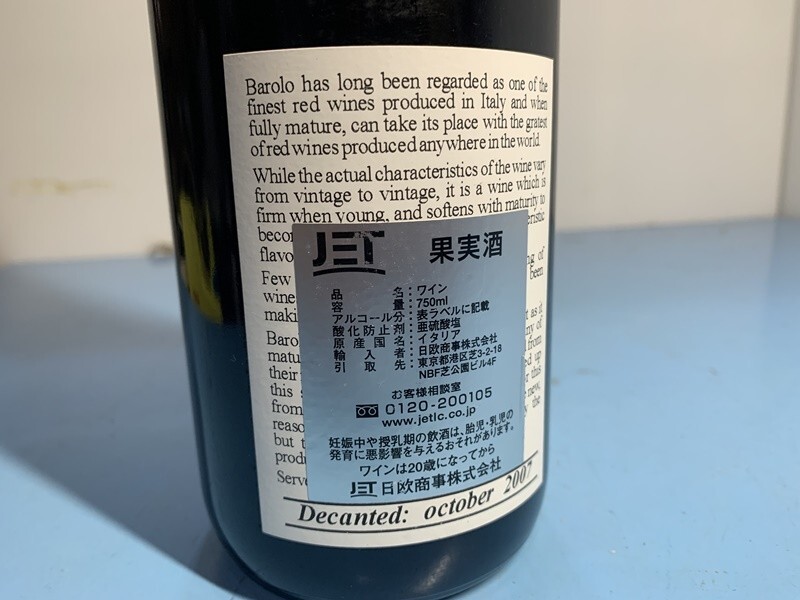 Barolo has long been regarded as one of the
finest red wines produced in Italy and when
fully mature, can take its place with the gratest
of red wines produced anywhere in the world
While the actual characteristics of the wine vary
from vintage to vintage, it is a wine which is
firm when young, and softens with maturity to
JET 果実酒
品 名：ワイン
容 量：750ml
アルコール分：表ラベルに記載
酸化防止剤：亜硫酸塩
原産国名：イタリア
輸入者：日欧商事株式会社
引取先：東京都港区芝3-2-18
NBF芝公園ビル4F
お客様相談室
0120-200105
www.jetlc.co.jp
妊娠中や授乳期の飲酒は、胎児・乳児の
発育に悪影響を与えるおそれがあります。
ワインは20歳になってから
JET 日欧商事株式会社
Few
wine
from
but
Decanted: october 2007